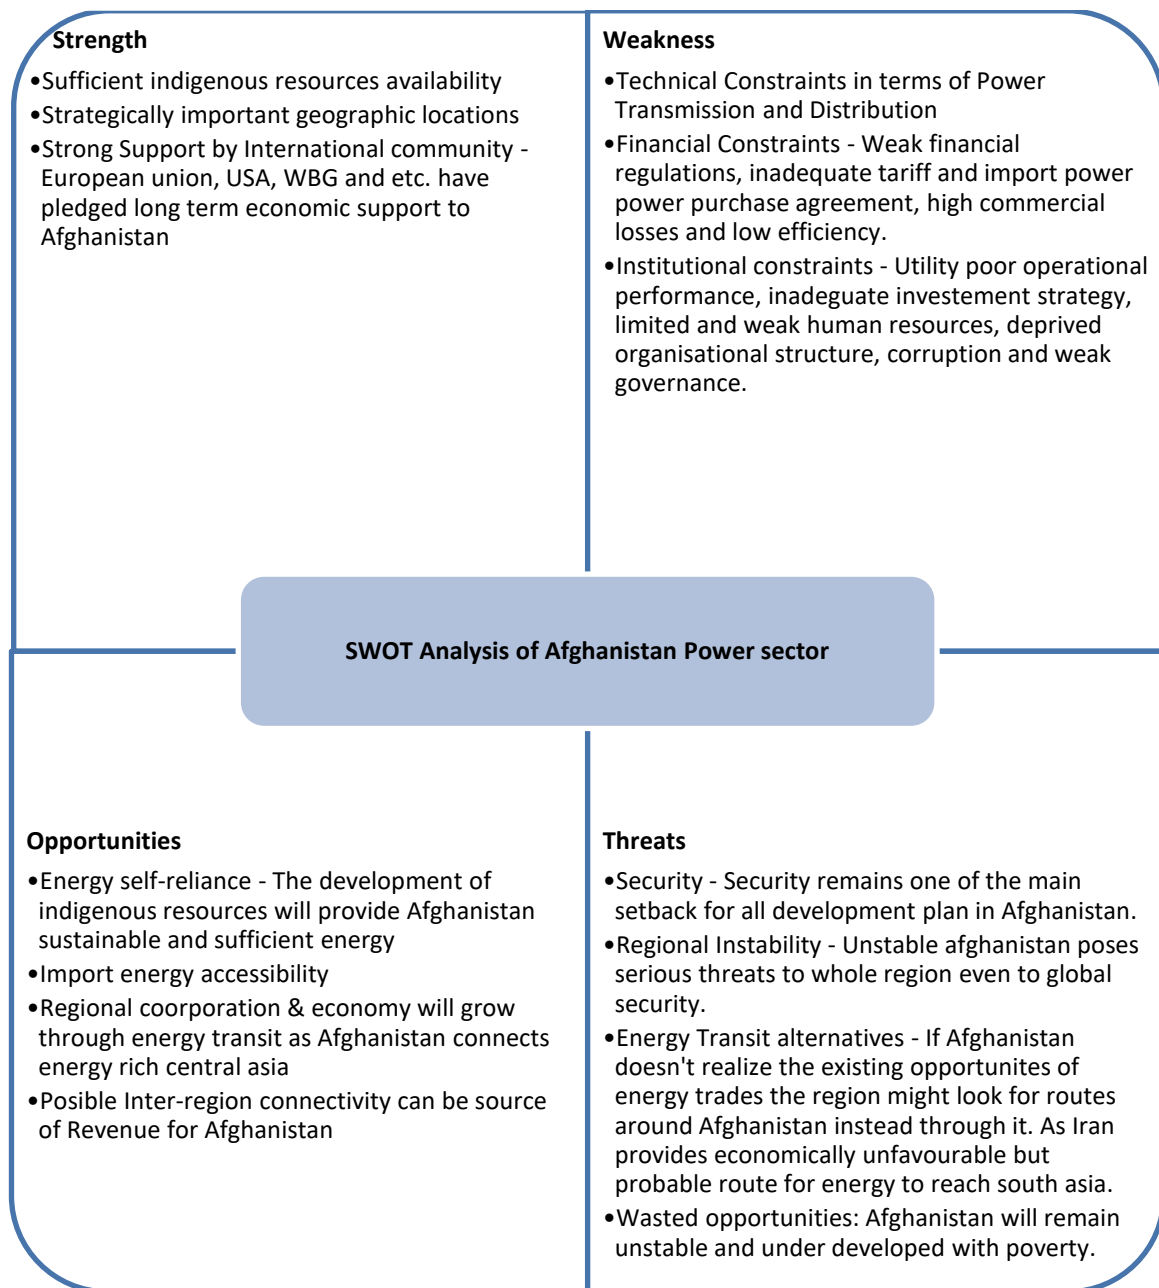 Strength
•Sufficient indigenous resources availability
•Strategically important geographic locations
•Strong Support by International community -
European union, USA, WBG and etc. have
pledged long term economic support to
Afghanistan
Weakness
•Technical Constraints in terms of Power
Transmission and Distribution
•Financial Constraints - Weak financial
regulations, inadequate tariff and import power
power purchase agreement, high commercial
losses and low efficiency.
•Institutional constraints - Utility poor operational
performance, inadeguate investement strategy,
limited and weak human resources, deprived
organisational structure, corruption and weak
governance.
SWOT Analysis of Afghanistan Power sector
Opportunities
•Energy self-reliance - The development of
indigenous resources will provide Afghanistan
sustainable and sufficient energy
•Import energy accessibility
•Regional coorporation & economy will grow
through energy transit as Afghanistan connects
energy rich central asia
•Posible Inter-region connectivity can be source
of Revenue for Afghanistan
Threats
•Security - Security remains one of the main
setback for all development plan in Afghanistan.
•Regional Instability - Unstable afghanistan poses
serious threats to whole region even to global
security.
•Energy Transit alternatives - If Afghanistan
doesn't realize the existing opportunites of
energy trades the region might look for routes
around Afghanistan instead through it. As Iran
provides economically unfavourable but
probable route for energy to reach south asia.
•Wasted opportunities: Afghanistan will remain
unstable and under developed with poverty.